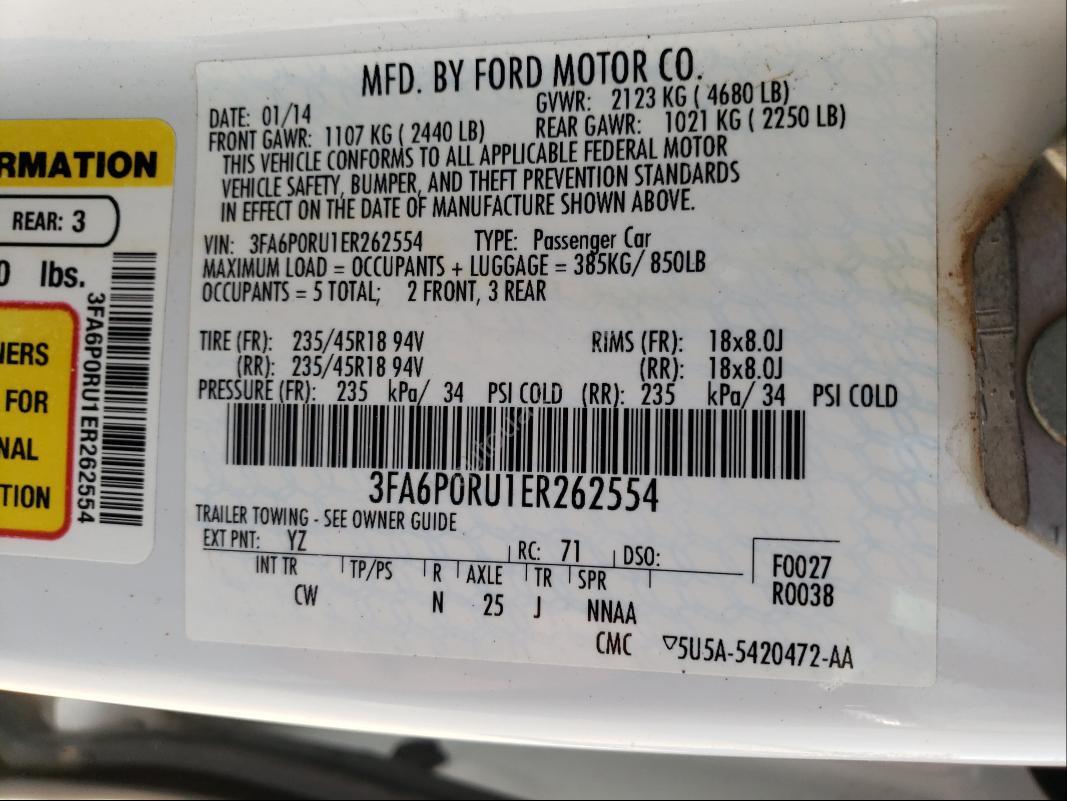 MFD. BY FORD MOTOR CO.
DATE: 01/14 GVWR: 2123 KG ( 4680 LB)
FRONT GAWR: 1107 KG ( 2440 LB) REAR GAWR: 1021 KG ( 2250 LB)
THIS VEHICLE CONFORMS TO ALL APPLICABLE FEDERAL MOTOR
VEHICLE SAFETY, BUMPER, AND THEFT PREVENTION STANDARDS
IN EFFECT ON THE DATE OF MANUFACTURE SHOWN ABOVE.
VIN: 3FA6P0RU1ER262554 TYPE: Passenger Car
MAXIMUM LOAD = OCCUPANTS + LUGGAGE = 385KG/ 850LB
OCCUPANTS = 5 TOTAL; 2 FRONT, 3 REAR
TIRE (FR): 235/45R18 94V RIMS (FR): 18x8.0J
(RR): 235/45R18 94V (RR): 18x8.0J
PRESSURE (FR): 235 kPa/ 34 PSI COLD (RR): 235 kPa/ 34 PSI COLD
3FA6P0RU1ER262554
TRAILER TOWING - SEE OWNER GUIDE
EXT PNT: YZ RC: 71 DSO:
INT TR TP/PS R AXLE TR SPR
CW N 25 J NNAA
F0027
R0038
CMC ▽5U5A-5420472-AA
RMATION
REAR: 3
0 lbs.
3FA6P0RU1ER262554
NERS
FOR
NAL
TION